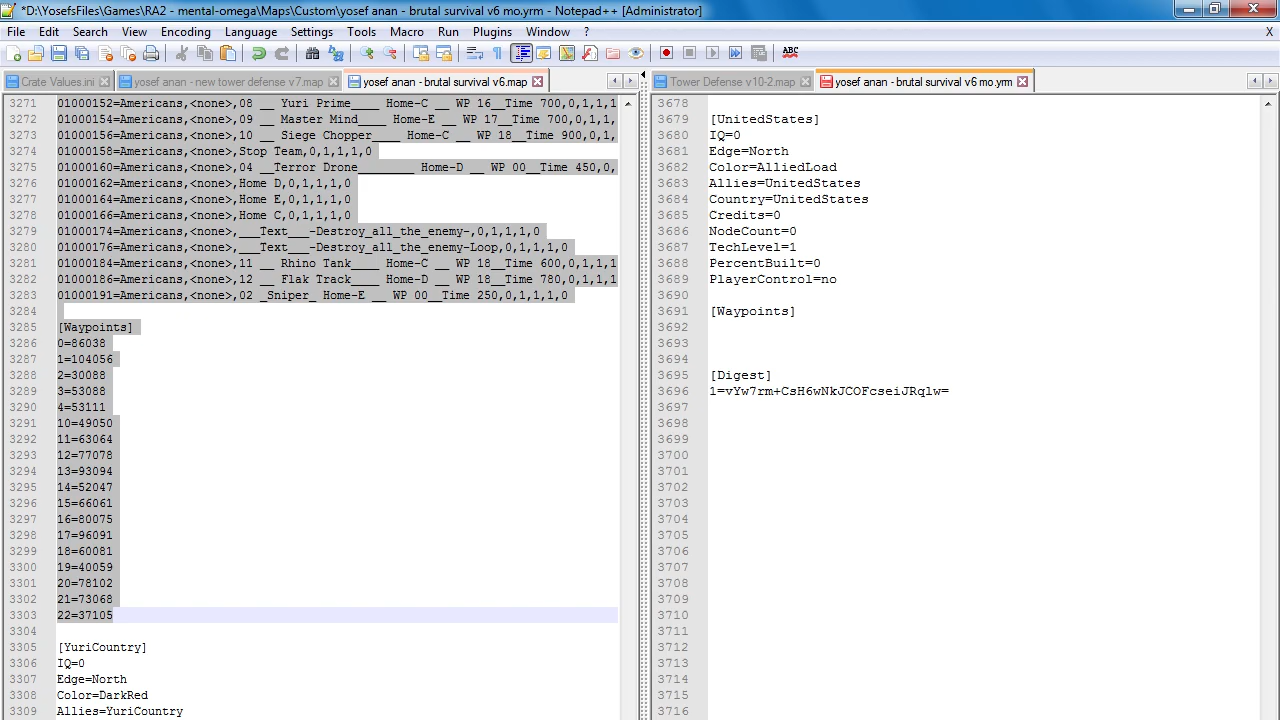 *D:\YosefsFiles\Games\RA2 - mental-omega\Maps\Custom\yosef anan - brutal survival v6 mo.yrm - Notepad++ [Administrator]
File Edit Search View Encoding Language Settings Tools Macro Run Plugins Window ? X
Crate Values.ini yosef anan - new tower defense v7.map yosef anan - brutal survival v6.map
3271 01000152=Americans,<none>,08 __ Yuri Prime____ Home-C __ WP 16__Time 700,0,1,1,1
3272 01000154=Americans,<none>,09 __ Master Mind____ Home-E __ WP 17__Time 700,0,1,1
3273 01000156=Americans,<none>,10 __ Siege Chopper____ Home-C __ WP 18__Time 900,0,1,
3274 01000158=Americans,<none>,Stop Team,0,1,1,1,0
3275 01000160=Americans,<none>,04 __Terror Drone________ Home-D __ WP 00__Time 450,0,
3276 01000162=Americans,<none>,Home D,0,1,1,1,0
3277 01000164=Americans,<none>,Home E,0,1,1,1,0
3278 01000166=Americans,<none>,Home C,0,1,1,1,0
3279 01000174=Americans,<none>,___Text___-Destroy_all_the_enemy-,0,1,1,1,0
3280 01000176=Americans,<none>,___Text___-Destroy_all_the_enemy-Loop,0,1,1,1,0
3281 01000184=Americans,<none>,11 __ Rhino Tank____ Home-C __ WP 18__Time 600,0,1,1,1
3282 01000186=Americans,<none>,12 __ Flak Track____ Home-D __ WP 18__Time 780,0,1,1,1
3283 01000191=Americans,<none>,02 _Sniper_ Home-E __ WP 00__Time 250,0,1,1,1,0
3284
3285 [Waypoints]
3286 0=86038
3287 1=104056
3288 2=30088
3289 3=53088
3290 4=53111
3291 10=49050
3292 11=63064
3293 12=77078
3294 13=93094
3295 14=52047
3296 15=66061
3297 16=80075
3298 17=96091
3299 18=60081
3300 19=40059
3301 20=78102
3302 21=73068
3303 22=37105
3304
3305 [YuriCountry]
3306 IQ=0
3307 Edge=North
3308 Color=DarkRed
3309 Allies=YuriCountry
Tower Defense v10-2.map yosef anan - brutal survival v6 mo.yrm
3678
3679 [UnitedStates]
3680 IQ=0
3681 Edge=North
3682 Color=AlliedLoad
3683 Allies=UnitedStates
3684 Country=UnitedStates
3685 Credits=0
3686 NodeCount=0
3687 TechLevel=1
3688 PercentBuilt=0
3689 PlayerControl=no
3690
3691 [Waypoints]
3692
3693
3694
3695 [Digest]
3696 1=vYw7rm+CsH6wNkJCOFcseiJRqlw=
3697
3698
3699
3700
3701
3702
3703
3704
3705
3706
3707
3708
3709
3710
3711
3712
3713
3714
3715
3716